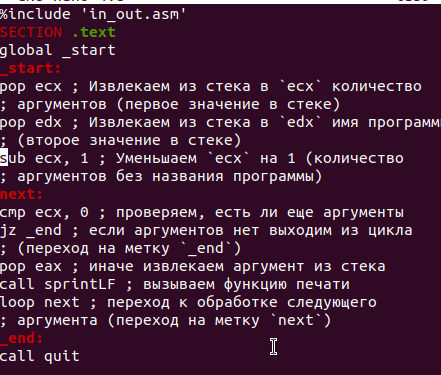 %include 'in_out.asm'
SECTION .text
global _start
_start:
pop ecx ; Извлекаем из стека в `ecx` количество
; аргументов (первое значение в стеке)
pop edx ; Извлекаем из стека в `edx` имя програм
; (второе значение в стеке)
sub ecx, 1 ; Уменьшаем `ecx` на 1 (количество
; аргументов без названия программы)
next:
cmp ecx, 0 ; проверяем, есть ли еще аргументы
jz _end ; если аргументов нет выходим из цикла
; (переход на метку `_end`)
pop eax ; иначе извлекаем аргумент из стека
call sprintLF ; вызываем функцию печати
loop next ; переход к обработке следующего
; аргумента (переход на метку `next`)
_end:
call quit